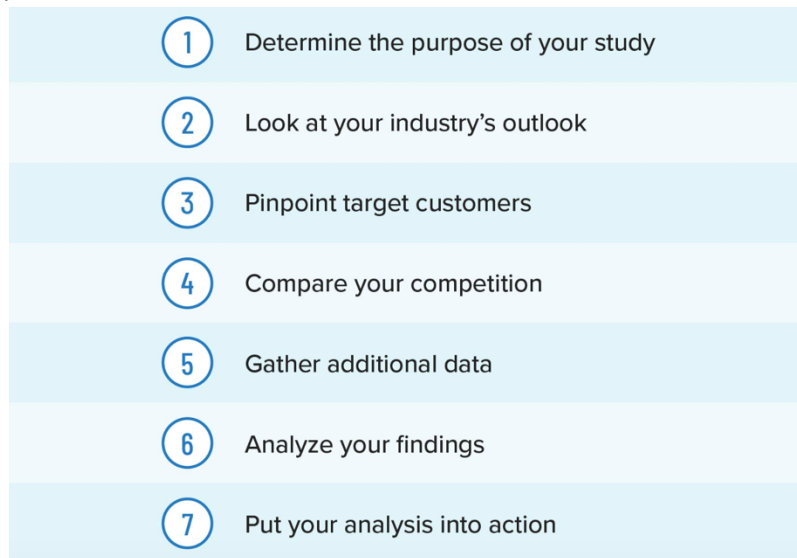 1 Determine the purpose of your study
2 Look at your industry’s outlook
3 Pinpoint target customers
4 Compare your competition
5 Gather additional data
6 Analyze your findings
7 Put your analysis into action